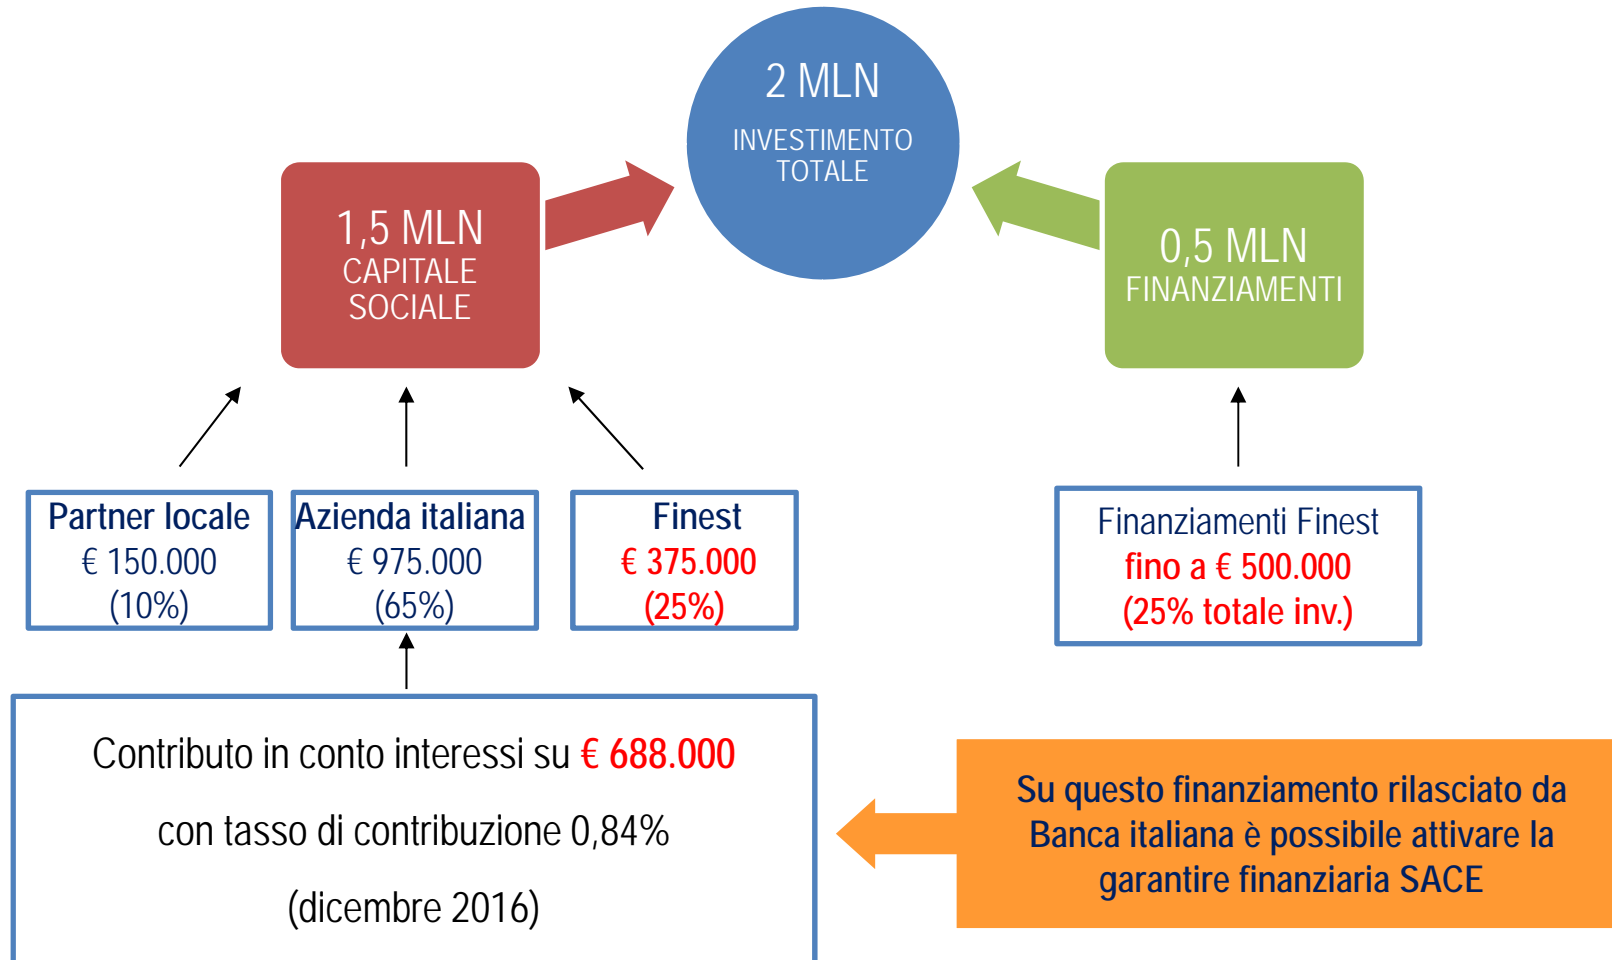 2 MLN
INVESTIMENTO
TOTALE
1,5 MLN
CAPITALE
SOCIALE
0,5 MLN
FINANZIAMENTI
Partner locale
€ 150.000
(10%)
Azienda italiana
€ 975.000
(65%)
Finest
€ 375.000
(25%)
Finanziamenti Finest
fino a € 500.000
(25% totale inv.)
Contributo in conto interessi su € 688.000
con tasso di contribuzione 0,84%
(dicembre 2016)
Su questo finanziamento rilasciato da
Banca italiana è possibile attivare la
garantire finanziaria SACE